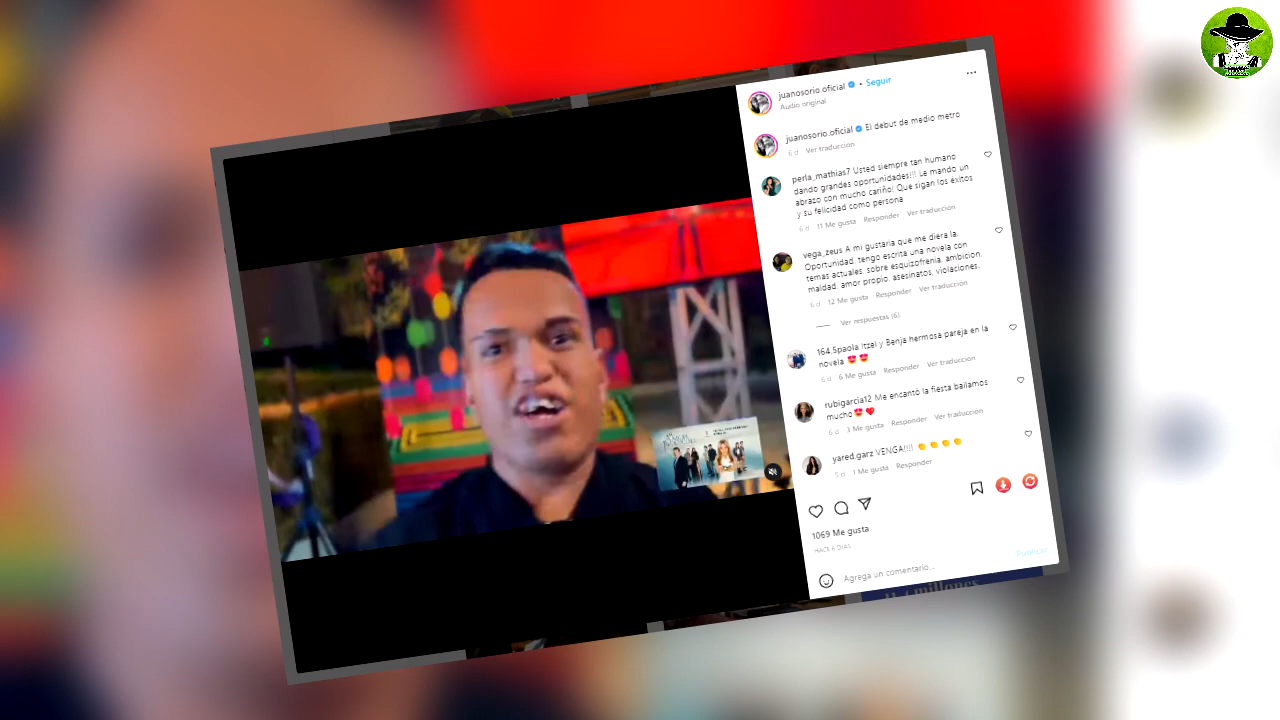 juanosorio.oficial • Seguir
Audio original
juanosorio.oficial El debut de medio metro
6 d Ver traducción
perla_mathias7 Usted siempre tan humano
dando grandes oportunidades!!! Le mando un
abrazo con mucho cariño! Que sigan los éxitos
y su felicidad como persona
6 d 11 Me gusta Responder Ver traducción
vega_zeus A mi gustaria que me diera la.
Oportunidad. tengo escrita una novela con
temas actuales. sobre esquizofrenia. ambicion.
maldad. amor propio. asesinatos. violaciones.
6 d 12 Me gusta Responder Ver traducción
Ver respuestas (6)
164.5paola Itzel y Benja hermosa pareja en la
novela 😍 😍
6 d 6 Me gusta Responder Ver traducción
rubigarcia12 Me encantó la fiesta bailamos
mucho😍 ❤️
6 d 3 Me gusta Responder Ver traducción
yared.garz VENGA!!!! 👏 👏 👏 👏
5 d 1 Me gusta Responder
1069 Me gusta
HACE 6 DÍAS
Agrega un comentario...
Publicar